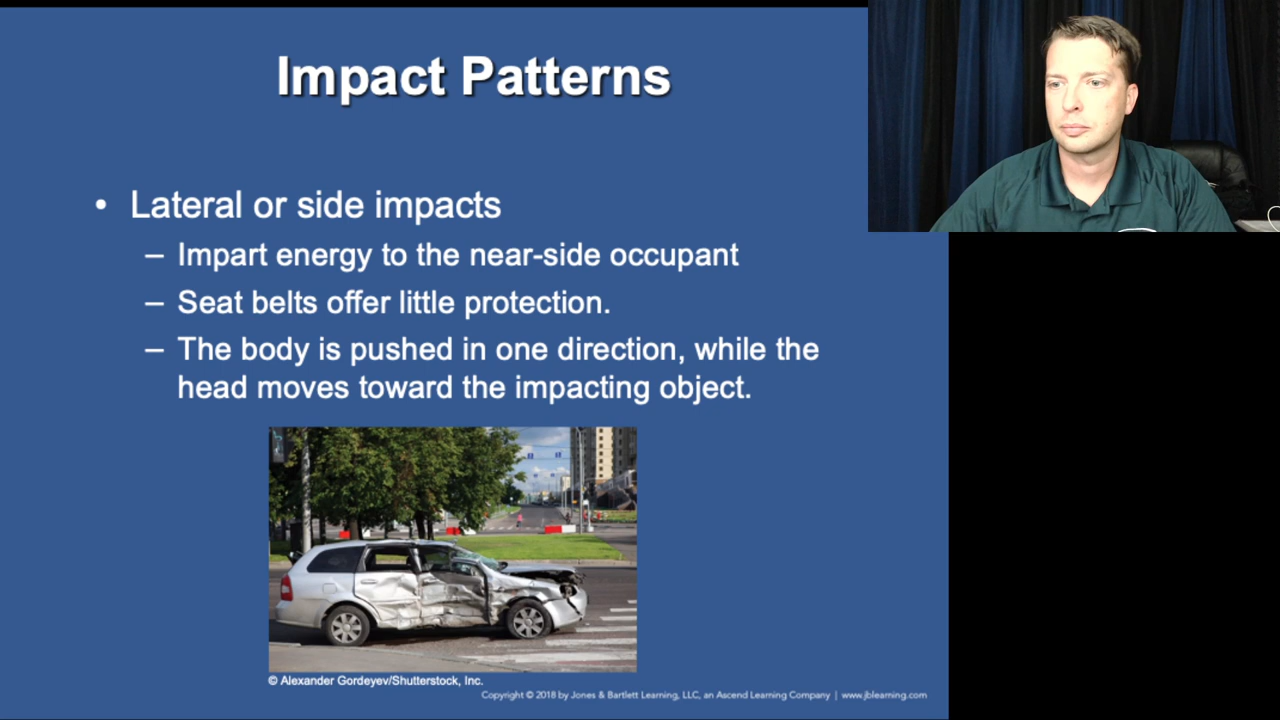 Impact Patterns
• Lateral or side impacts
– Impart energy to the near-side occupant
– Seat belts offer little protection.
– The body is pushed in one direction, while the
head moves toward the impacting object.
© Alexander Gordeyev/Shutterstock, Inc.
Copyright © 2018 by Jones & Bartlett Learning, LLC, an Ascend Learning Company | www.jblearning.com